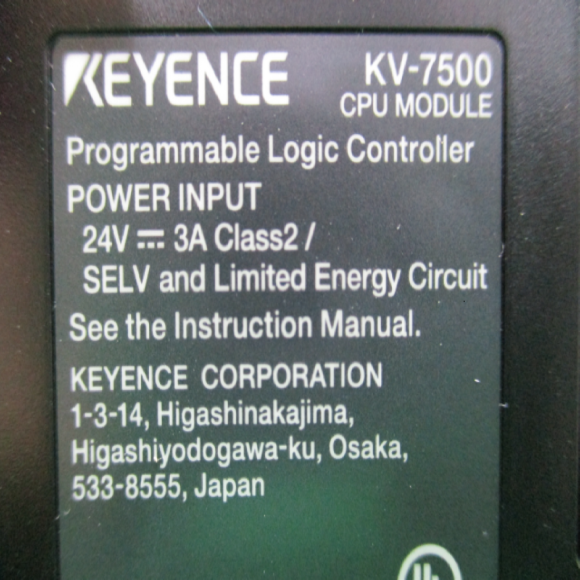 KEYENCE KV-7500
CPU MODULE
Programmable Logic Controller
POWER INPUT
24V ⎓ 3A Class2 /
SELV and Limited Energy Circuit
See the Instruction Manual.
KEYENCE CORPORATION
1-3-14, Higashinakajima,
Higashiyodogawa-ku, Osaka,
533-8555, Japan